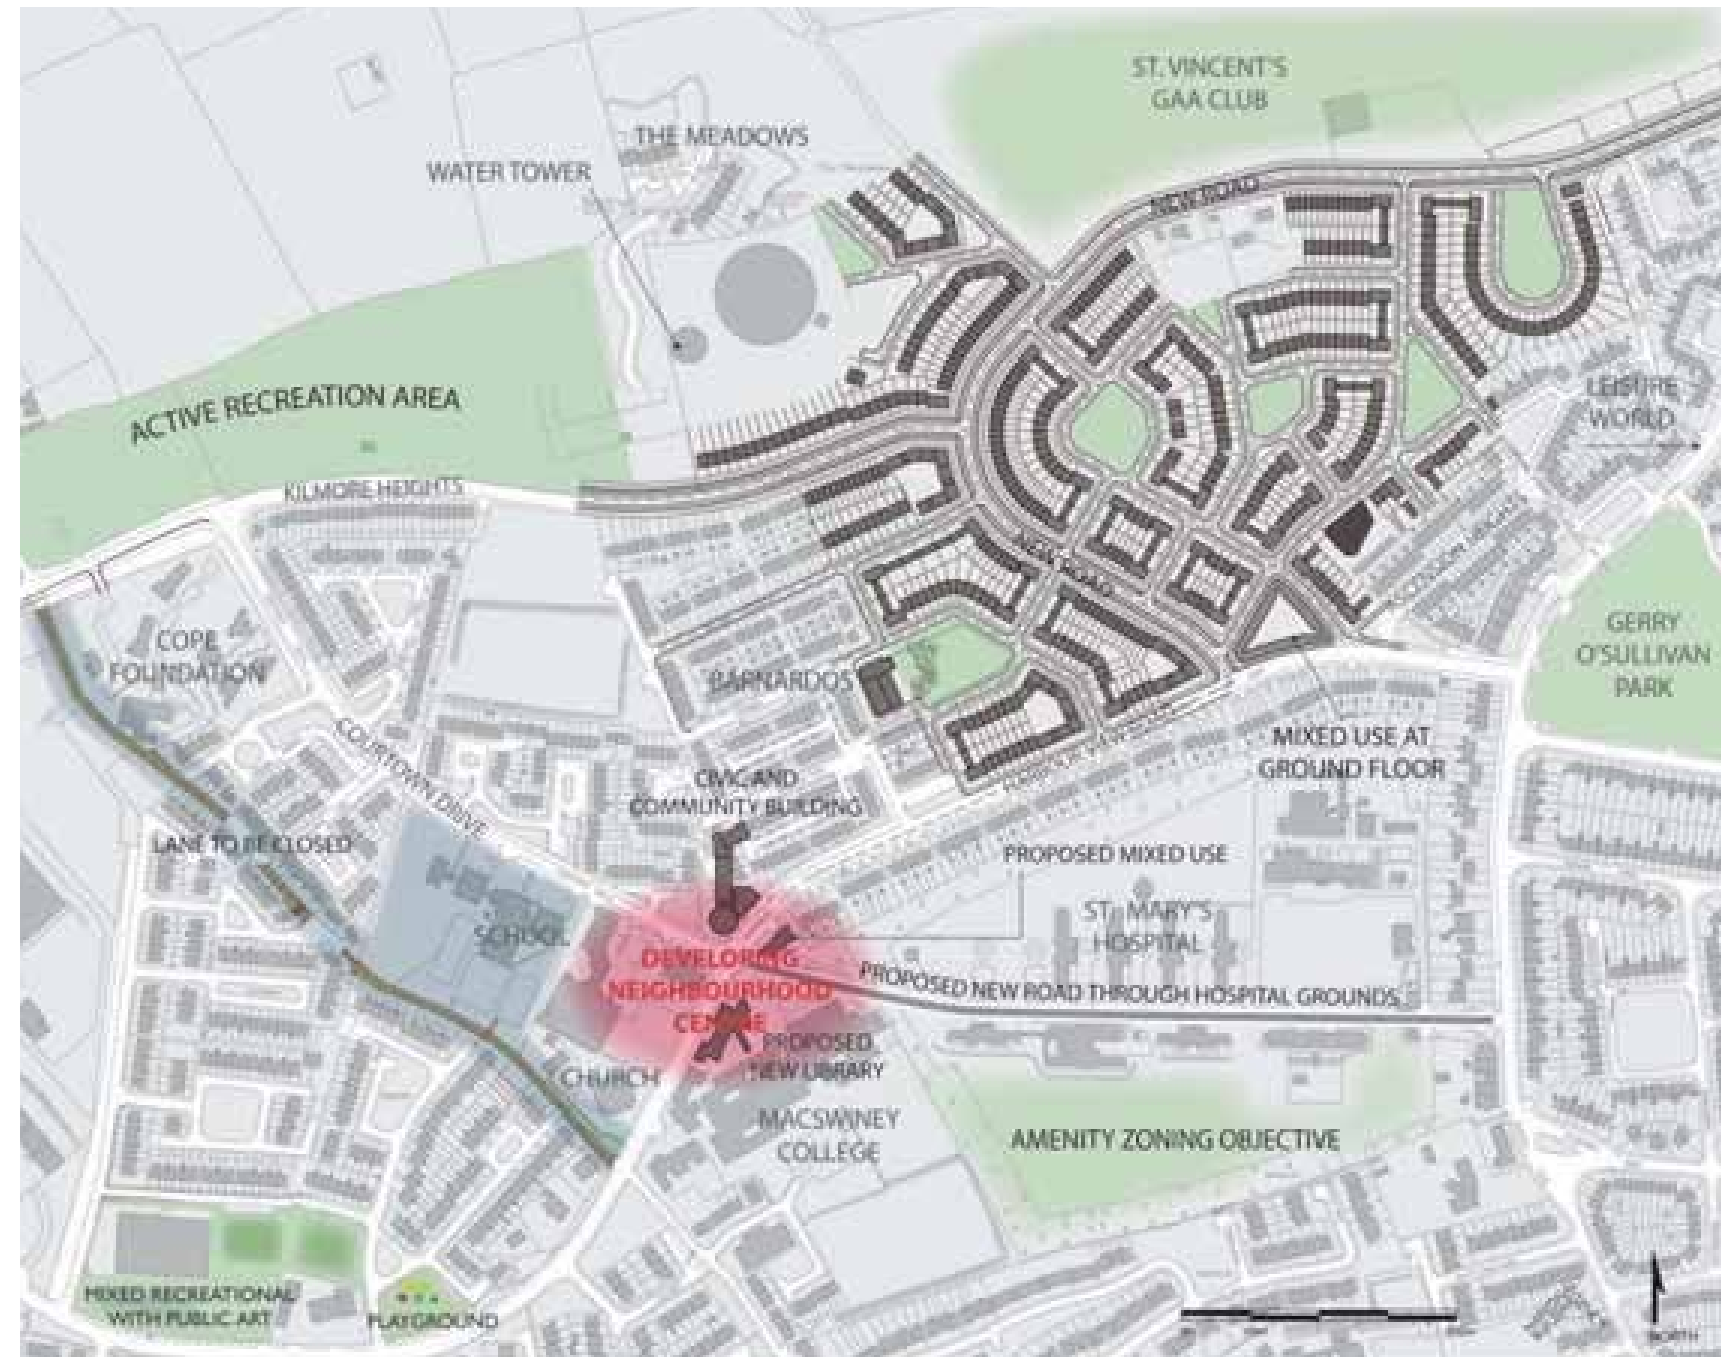 ST. VINCENT'S
GAA CLUB
THE MEADOWS
WATER TOWER
NEW ROAD
ACTIVE RECREATION AREA
LEISURE
WORLD
KILMORE HEIGHTS
NEW ROAD
GERRY
O'SULLIVAN
PARK
COPE
FOUNDATION
BARNARDOS
COURTOWN DRIVE
MIXED USE AT
GROUND FLOOR
CIVIC AND
COMMUNITY BUILDING
LANE TO BE CLOSED
PROPOSED MIXED USE
SCHOOL
ST. MARY'S
HOSPITAL
DEVELOPING
NEIGHBOURHOOD
CENTRE
PROPOSED NEW ROAD THROUGH HOSPITAL GROUNDS
PROPOSED
NEW LIBRARY
CHURCH
MACSWINEY
COLLEGE
AMENITY ZONING OBJECTIVE
MIXED RECREATIONAL
WITH PUBLIC ART
PLAYGROUND
NORTH